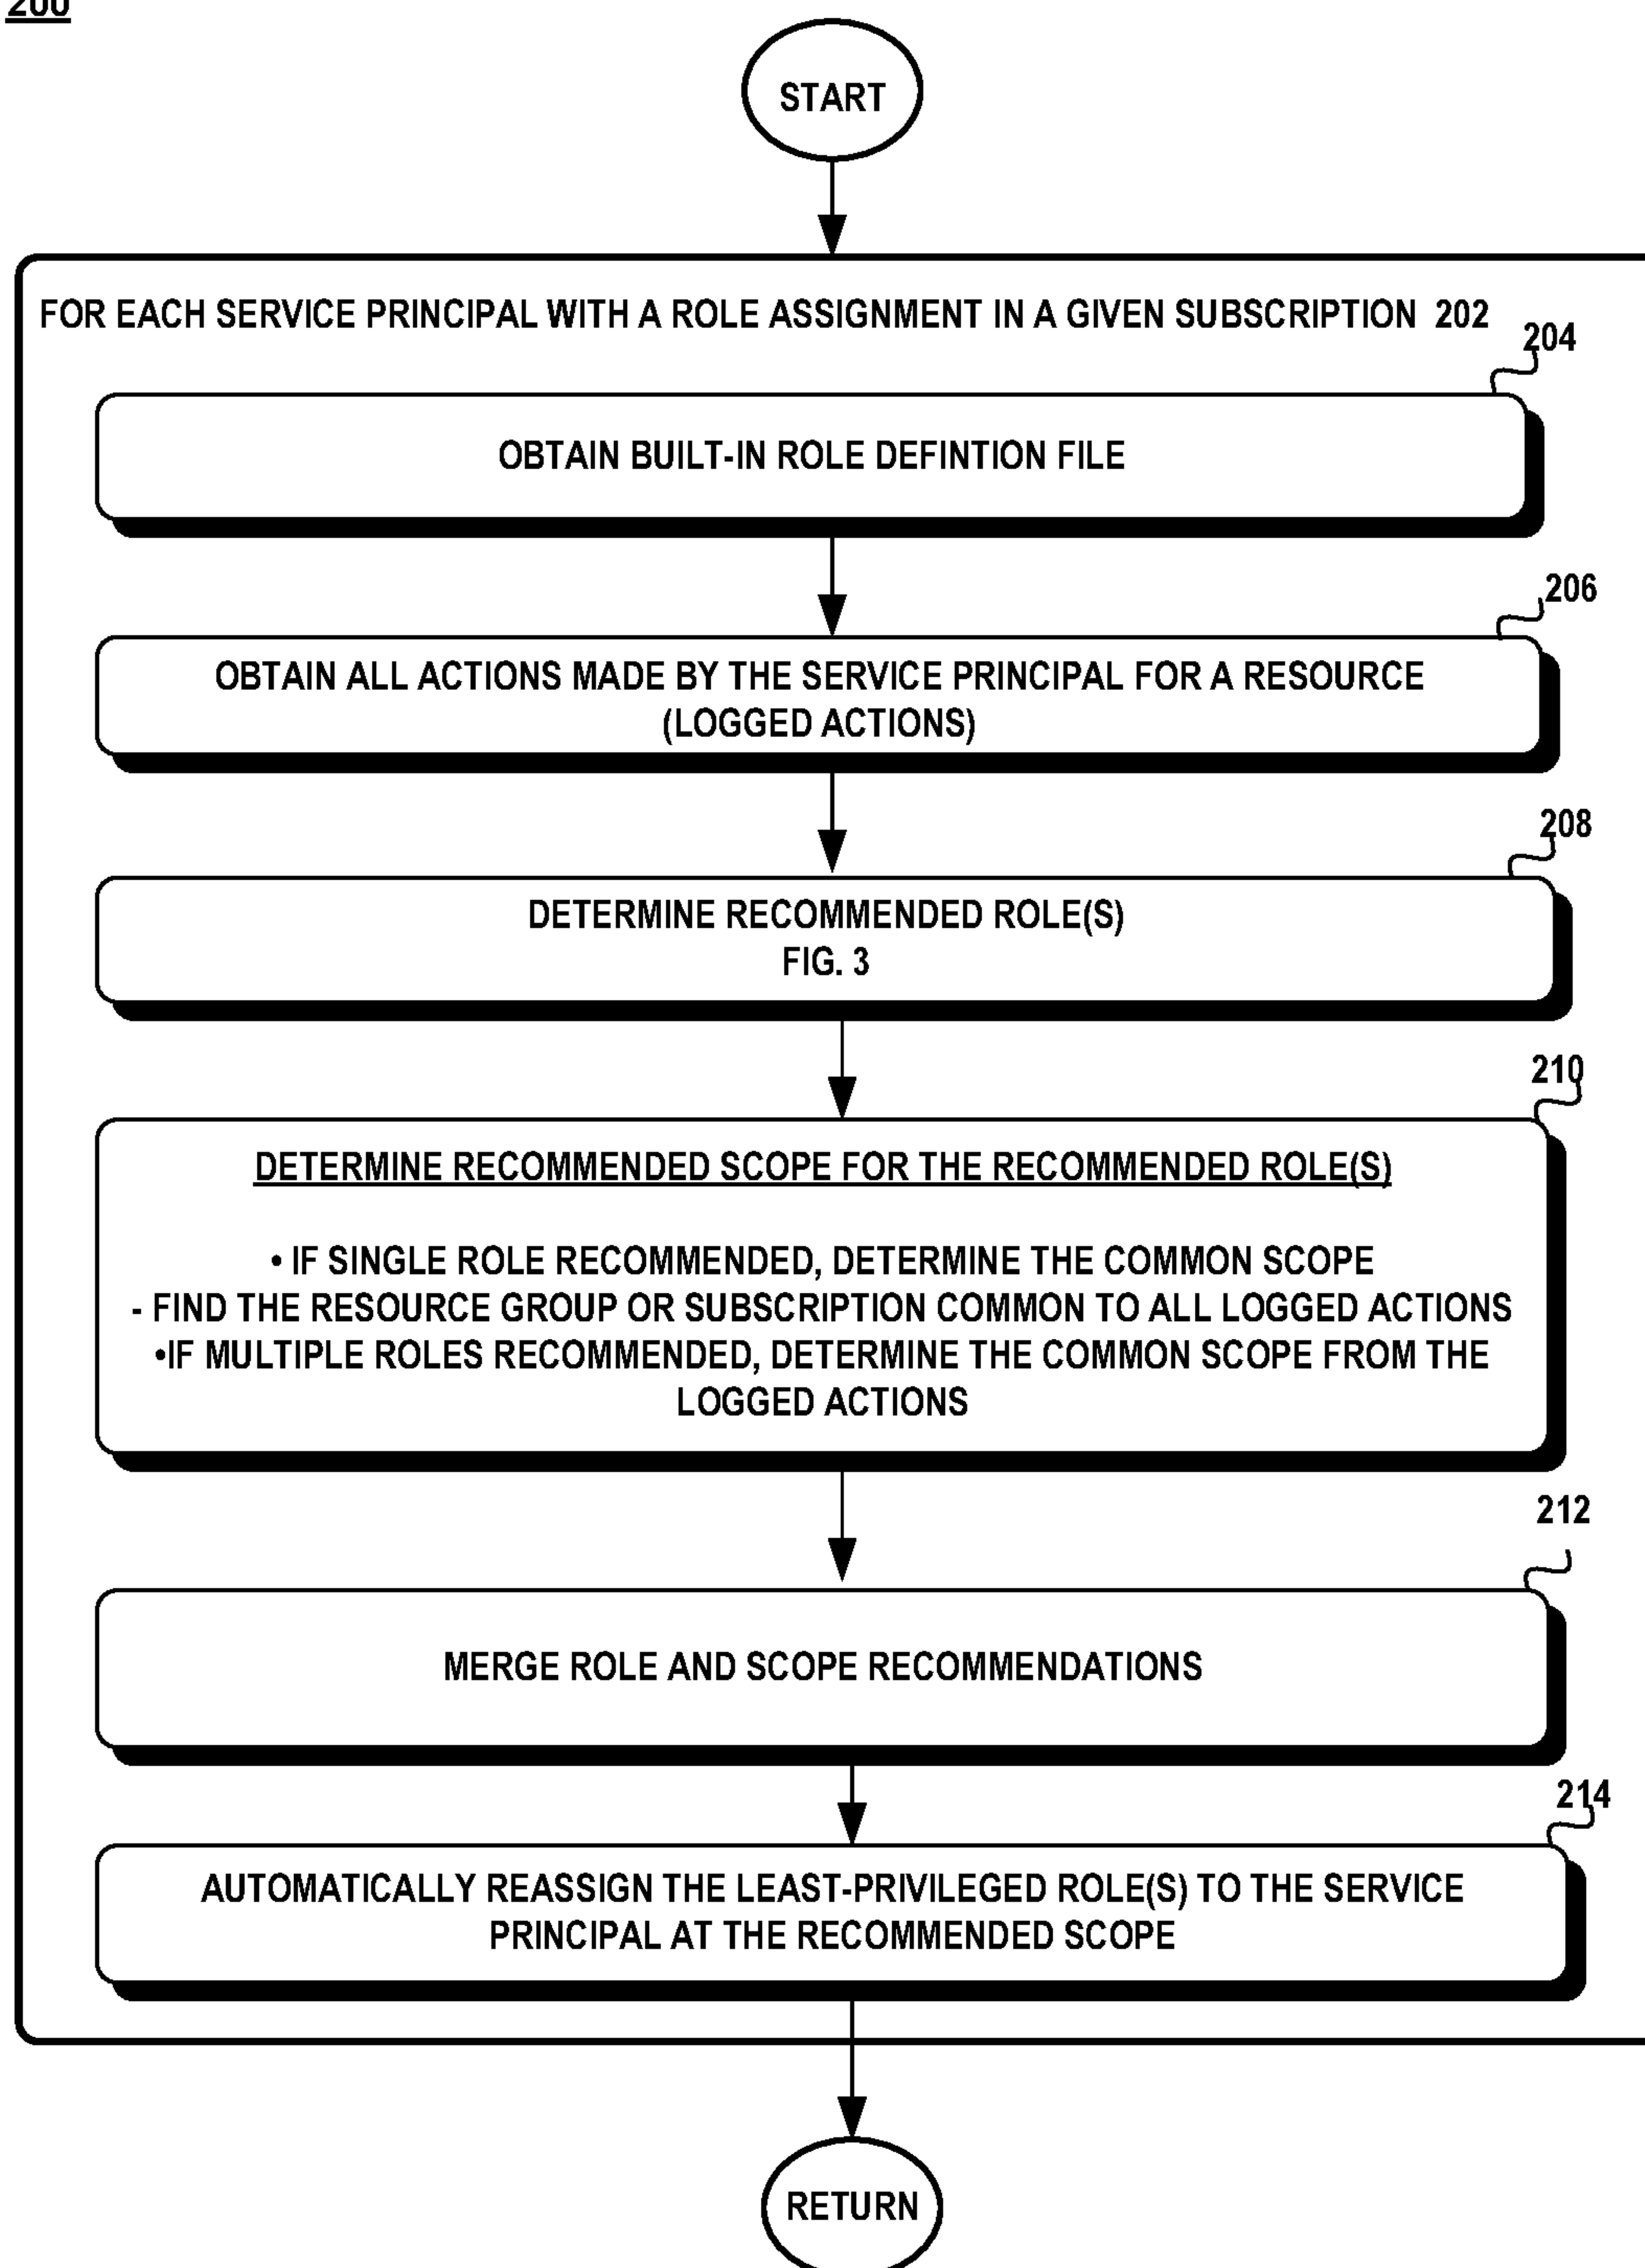 200
START
FOR EACH SERVICE PRINCIPAL WITH A ROLE ASSIGNMENT IN A GIVEN SUBSCRIPTION 202
204
OBTAIN BUILT-IN ROLE DEFINTION FILE
206
OBTAIN ALL ACTIONS MADE BY THE SERVICE PRINCIPAL FOR A RESOURCE
(LOGGED ACTIONS)
208
DETERMINE RECOMMENDED ROLE(S)
FIG. 3
210
DETERMINE RECOMMENDED SCOPE FOR THE RECOMMENDED ROLE(S)
• IF SINGLE ROLE RECOMMENDED, DETERMINE THE COMMON SCOPE
- FIND THE RESOURCE GROUP OR SUBSCRIPTION COMMON TO ALL LOGGED ACTIONS
•IF MULTIPLE ROLES RECOMMENDED, DETERMINE THE COMMON SCOPE FROM THE
LOGGED ACTIONS
212
MERGE ROLE AND SCOPE RECOMMENDATIONS
214
AUTOMATICALLY REASSIGN THE LEAST-PRIVILEGED ROLE(S) TO THE SERVICE
PRINCIPAL AT THE RECOMMENDED SCOPE
RETURN